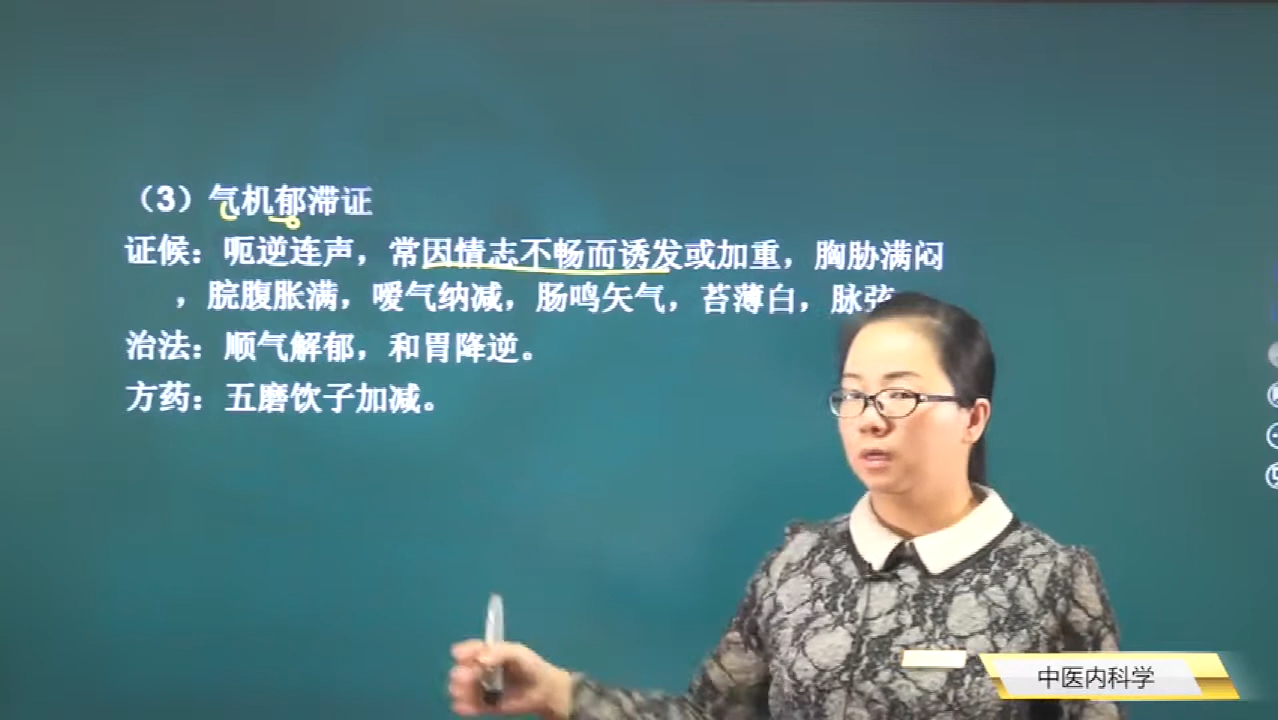 （3）气机郁滞证
证候：呃逆连声，常因情志不畅而诱发或加重，胸胁满闷
，脘腹胀满，嗳气纳减，肠鸣矢气，苔薄白，脉弦
治法：顺气解郁，和胃降逆。
方药：五磨饮子加减。
中医内科学